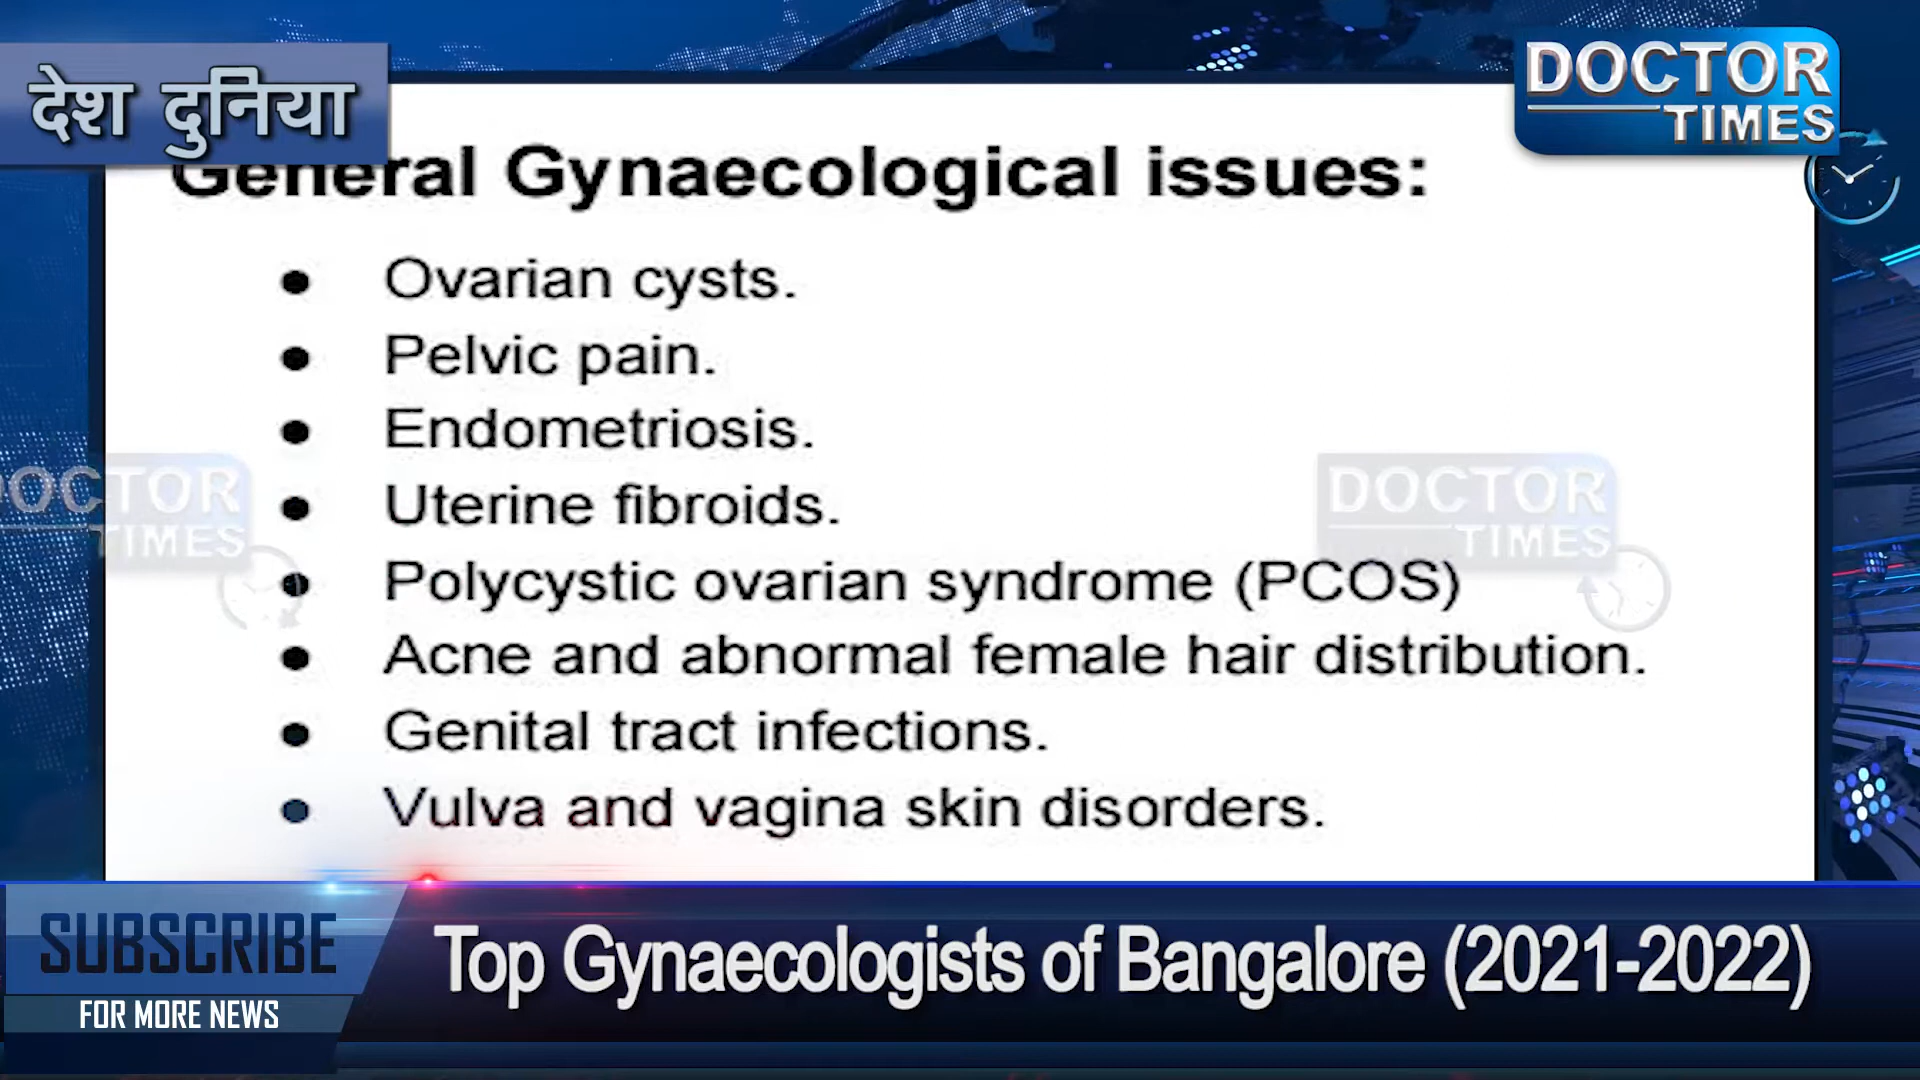 देश दुनिया
DOCTOR
TIMES
General Gynaecological issues:
● Ovarian cysts.
● Pelvic pain.
● Endometriosis.
● Uterine fibroids.
● Polycystic ovarian syndrome (PCOS)
● Acne and abnormal female hair distribution.
● Genital tract infections.
● Vulva and vagina skin disorders.
DOCTOR
TIMES
DOCTOR
TIMES
SUBSCRIBE
FOR MORE NEWS
Top Gynaecologists of Bangalore (2021-2022)